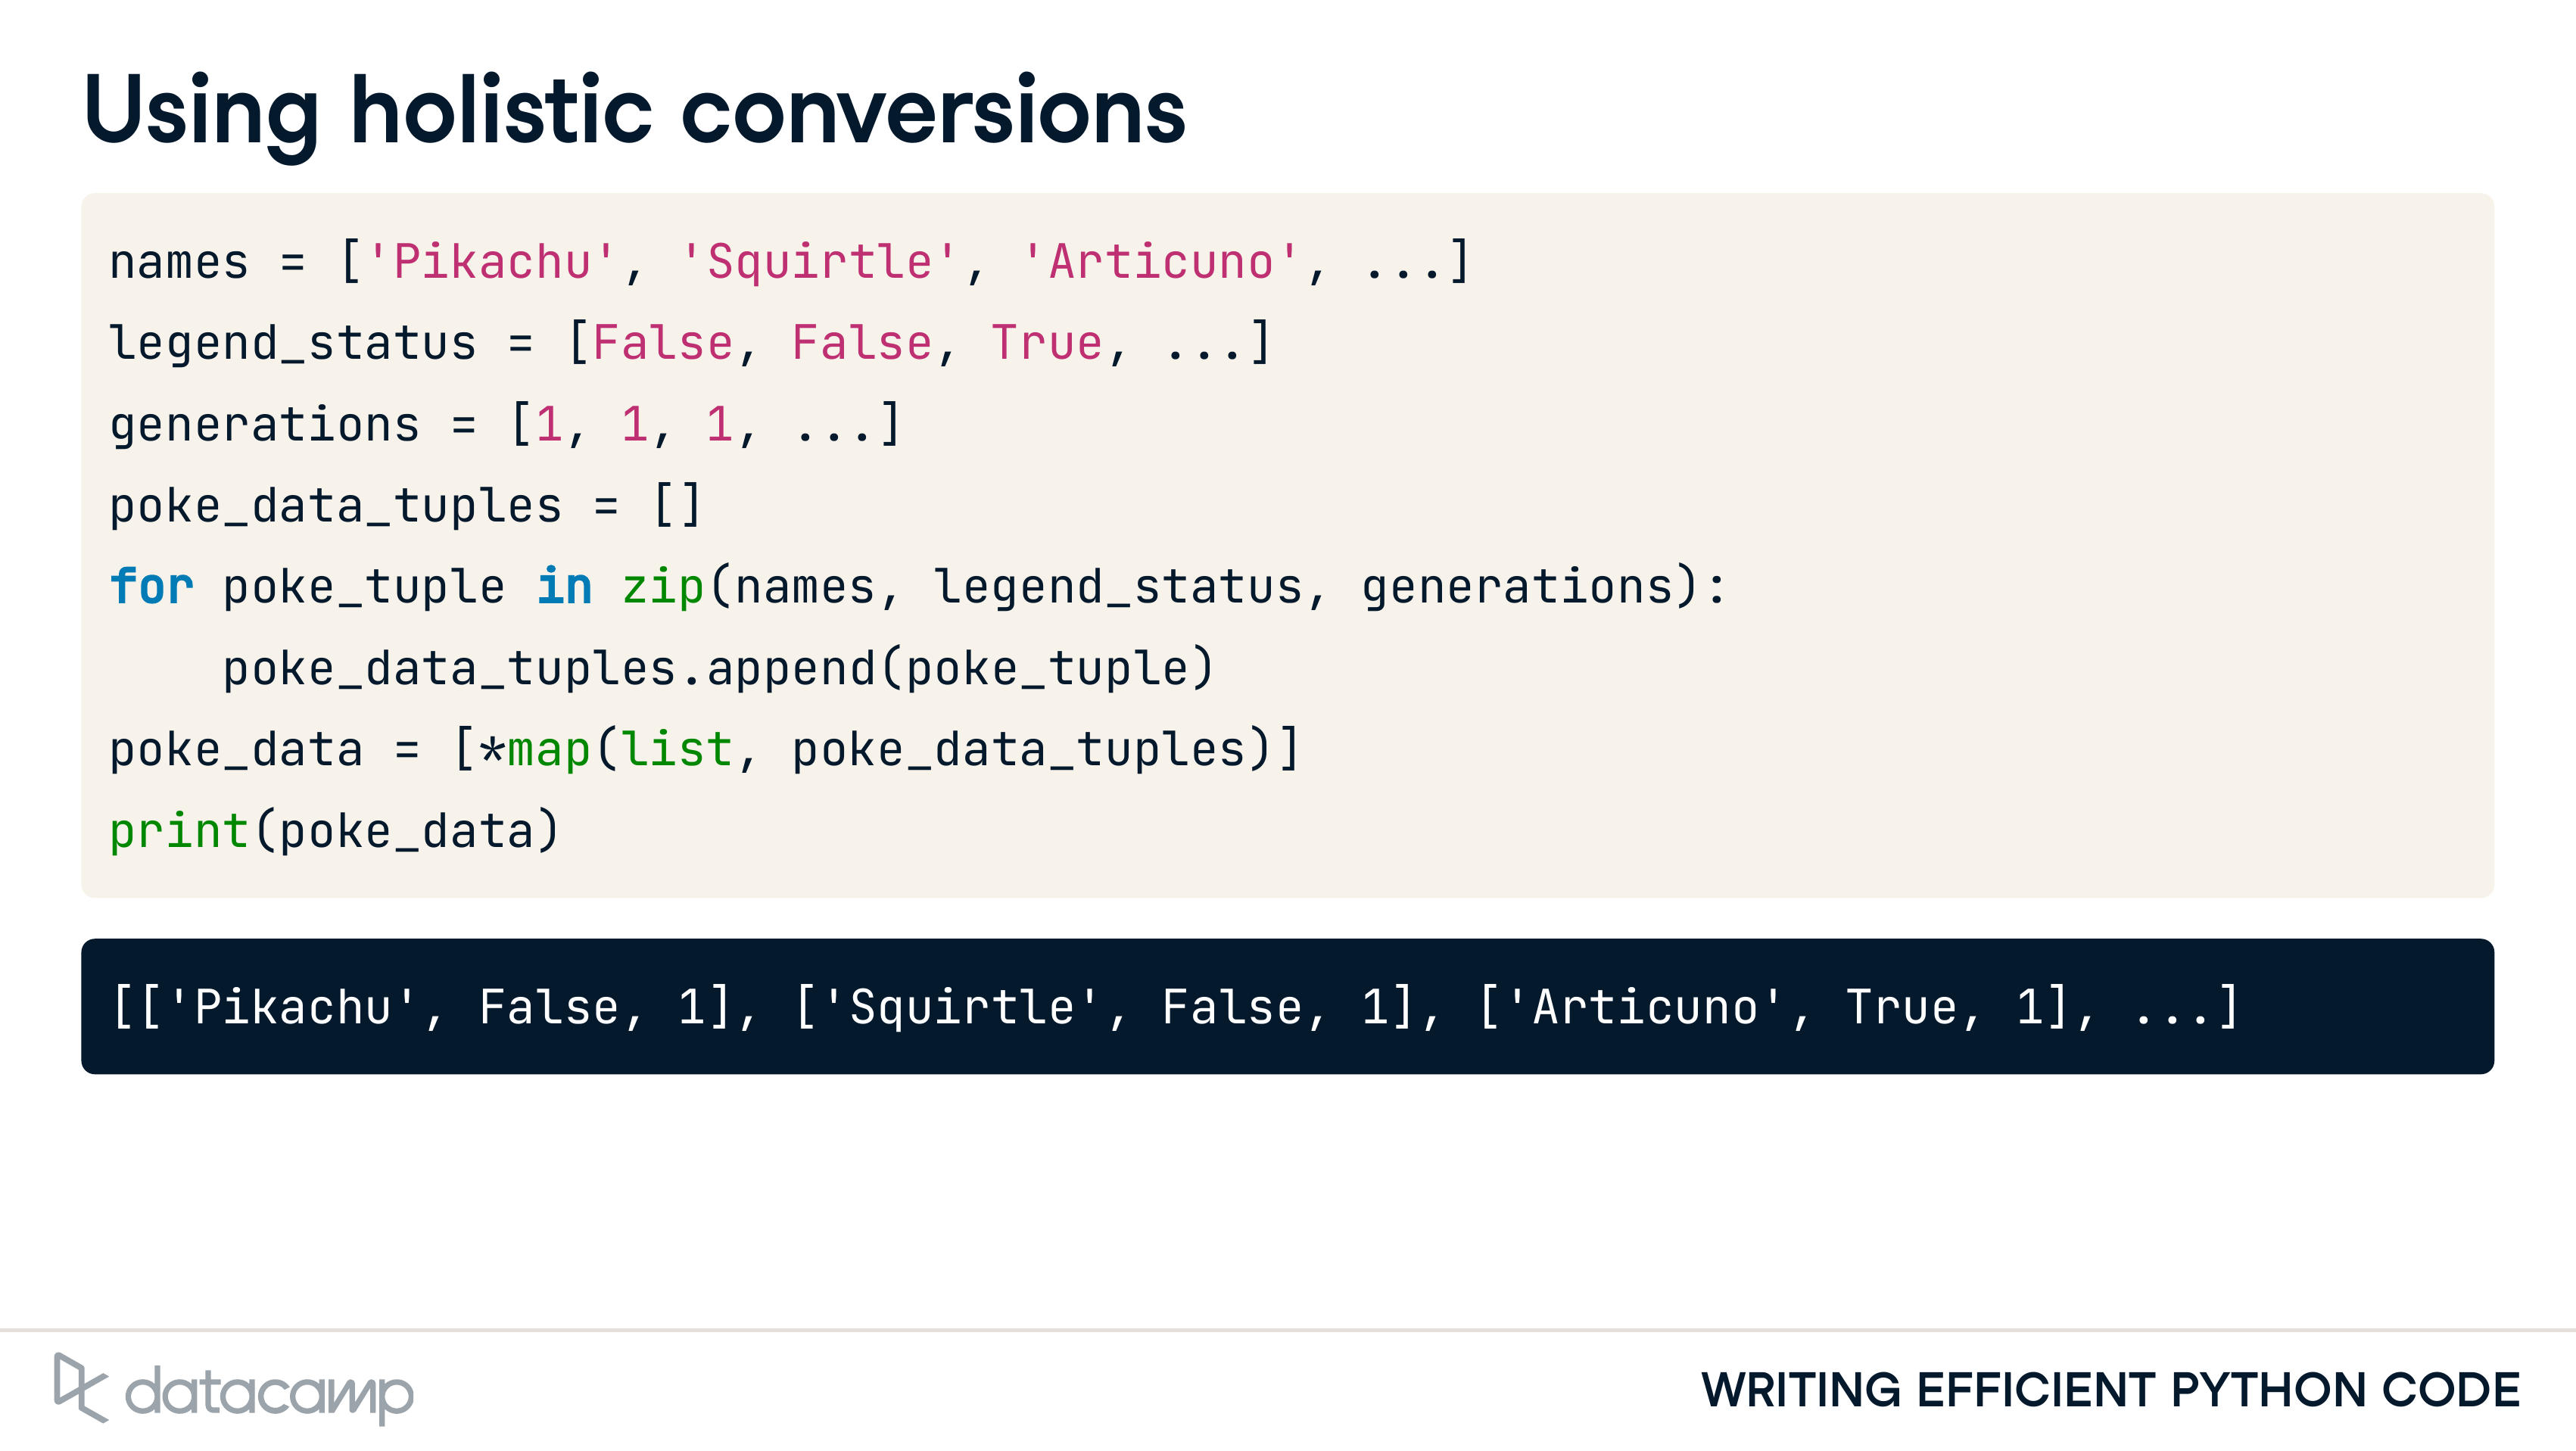 Using holistic conversions
names = ['Pikachu', 'Squirtle', 'Articuno', ...]
legend_status = [False, False, True, ...]
generations = [1, 1, 1, ...]
poke_data_tuples = []
for poke_tuple in zip(names, legend_status, generations):
    poke_data_tuples.append(poke_tuple)
poke_data = [*map(list, poke_data_tuples)]
print(poke_data)
[['Pikachu', False, 1], ['Squirtle', False, 1], ['Articuno', True, 1], ...]
datacamp
WRITING EFFICIENT PYTHON CODE